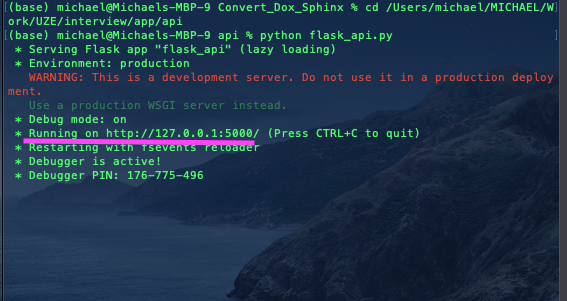 [(base) michael@Michaels-MBP-9 Convert_Dox_Sphinx % cd /Users/michael/MICHAEL/W]
ork/UZE/interview/app/api
[(base) michael@Michaels-MBP-9 api % python flask_api.py ]
 * Serving Flask app "flask_api" (lazy loading)
 * Environment: production
   WARNING: This is a development server. Do not use it in a production deploy
ment.
   Use a production WSGI server instead.
 * Debug mode: on
 * Running on http://127.0.0.1:5000/ (Press CTRL+C to quit)
 * Restarting with fsevents reloader
 * Debugger is active!
 * Debugger PIN: 176-775-496